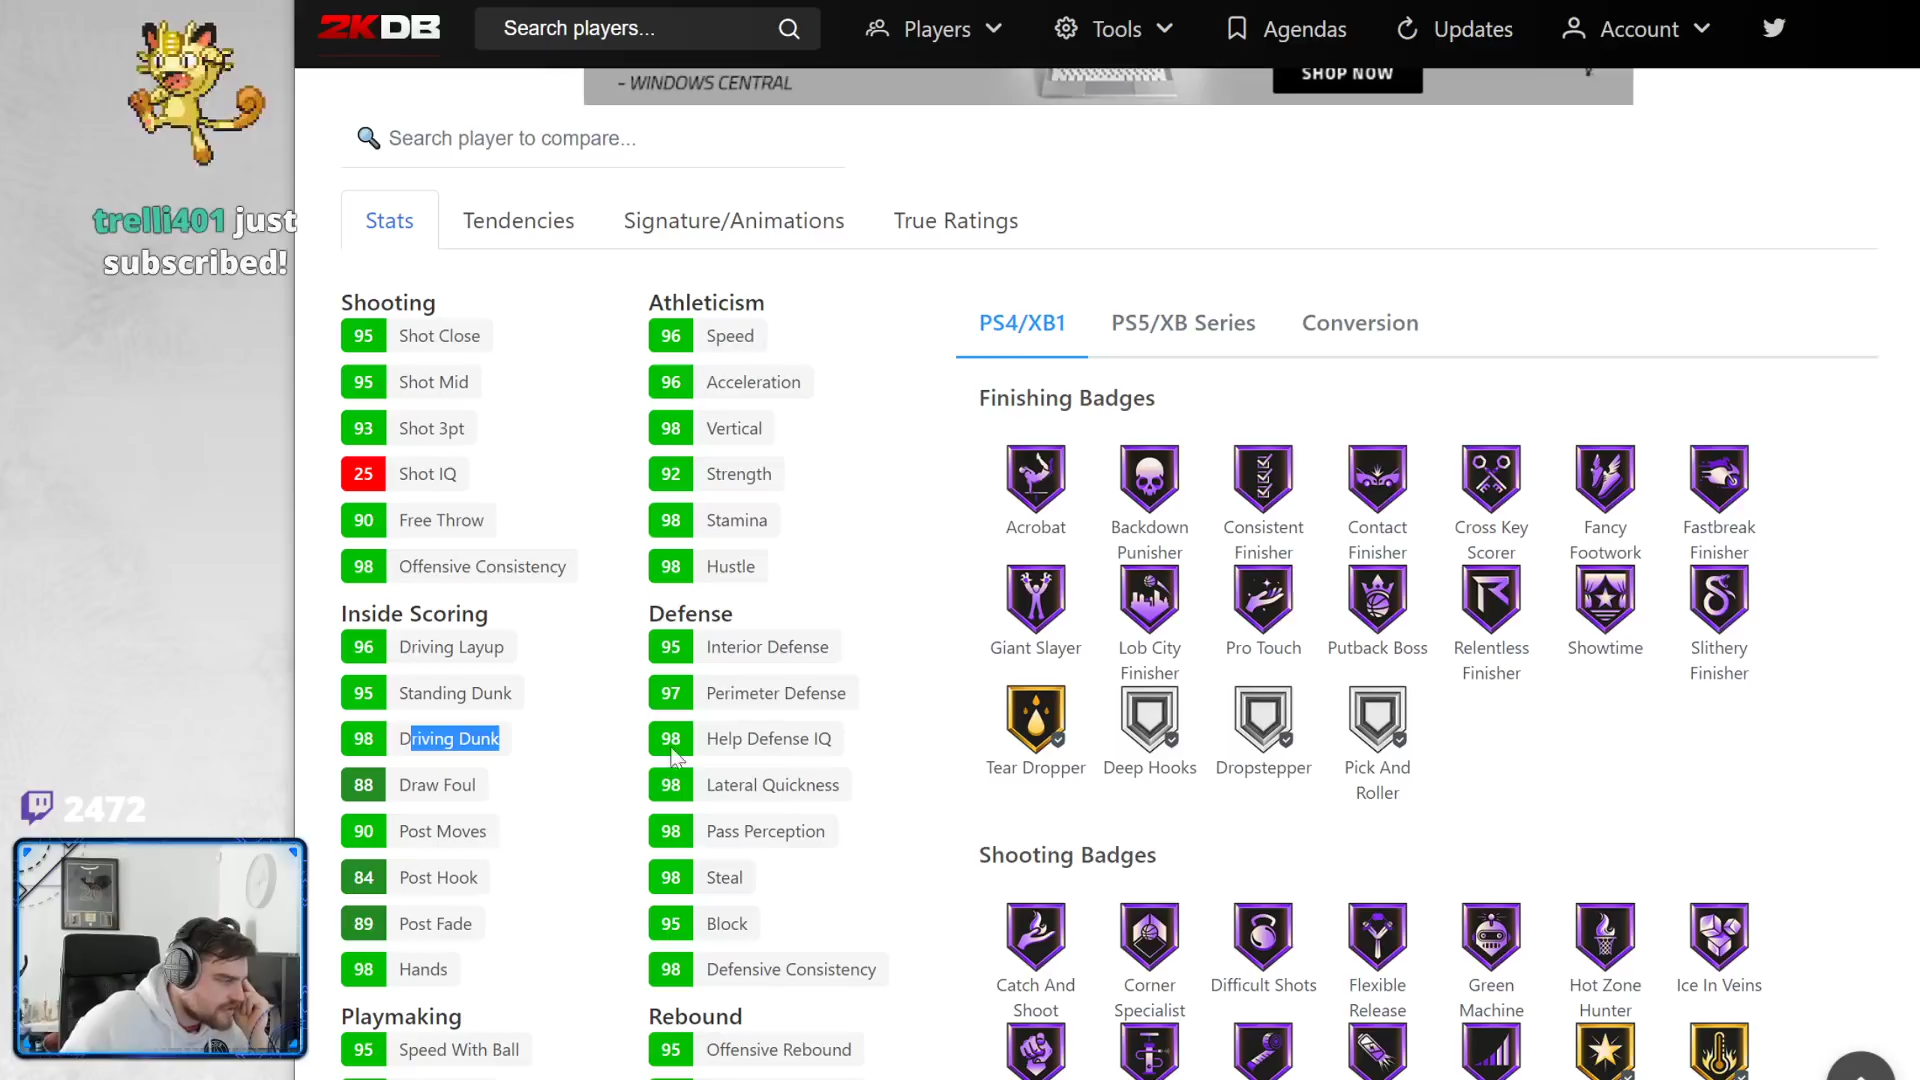 2KDB
Search players...
Players
Tools
Agendas
Updates
Account
- WINDOWS CENTRAL
SHOP NOW
Search player to compare...
trelli401 just
subscribed!
Stats
Tendencies
Signature/Animations
True Ratings
Shooting
95 Shot Close
95 Shot Mid
93 Shot 3pt
25 Shot IQ
90 Free Throw
98 Offensive Consistency
Inside Scoring
96 Driving Layup
95 Standing Dunk
98 Driving Dunk
88 Draw Foul
90 Post Moves
84 Post Hook
89 Post Fade
98 Hands
Playmaking
95 Speed With Ball
Athleticism
96 Speed
96 Acceleration
98 Vertical
92 Strength
98 Stamina
98 Hustle
Defense
95 Interior Defense
97 Perimeter Defense
98 Help Defense IQ
98 Lateral Quickness
98 Pass Perception
98 Steal
95 Block
98 Defensive Consistency
Rebound
95 Offensive Rebound
PS4/XB1
PS5/XB Series
Conversion
Finishing Badges
Acrobat
Backdown
Punisher
Consistent
Finisher
Contact
Finisher
Cross Key
Scorer
Fancy
Footwork
Fastbreak
Finisher
Giant Slayer
Lob City
Finisher
Pro Touch
Putback Boss
Relentless
Finisher
Showtime
Slithery
Finisher
Tear Dropper
Deep Hooks
Dropstepper
Pick And
Roller
Shooting Badges
Catch And
Shoot
Corner
Specialist
Difficult Shots
Flexible
Release
Green
Machine
Hot Zone
Hunter
Ice In Veins
2472